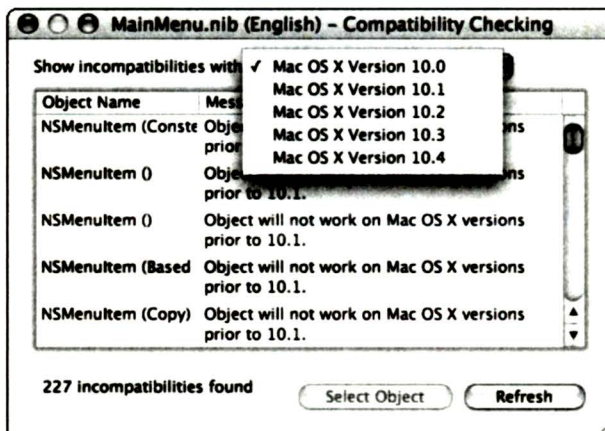 MainMenu.nib (English) – Compatibility Checking
Show incompatibilities with
✓ Mac OS X Version 10.0
Mac OS X Version 10.1
Mac OS X Version 10.2
Mac OS X Version 10.3
Mac OS X Version 10.4
Object Name Mess
NSMenuItem (Conste Obje ns
prior
NSMenuItem () Obje ns
prior to 10.1.
NSMenuItem () Object will not work on Mac OS X versions
prior to 10.1.
NSMenuItem (Based Object will not work on Mac OS X versions
prior to 10.1.
NSMenuItem (Copy) Object will not work on Mac OS X versions
prior to 10.1.
227 incompatibilities found
Select Object
Refresh